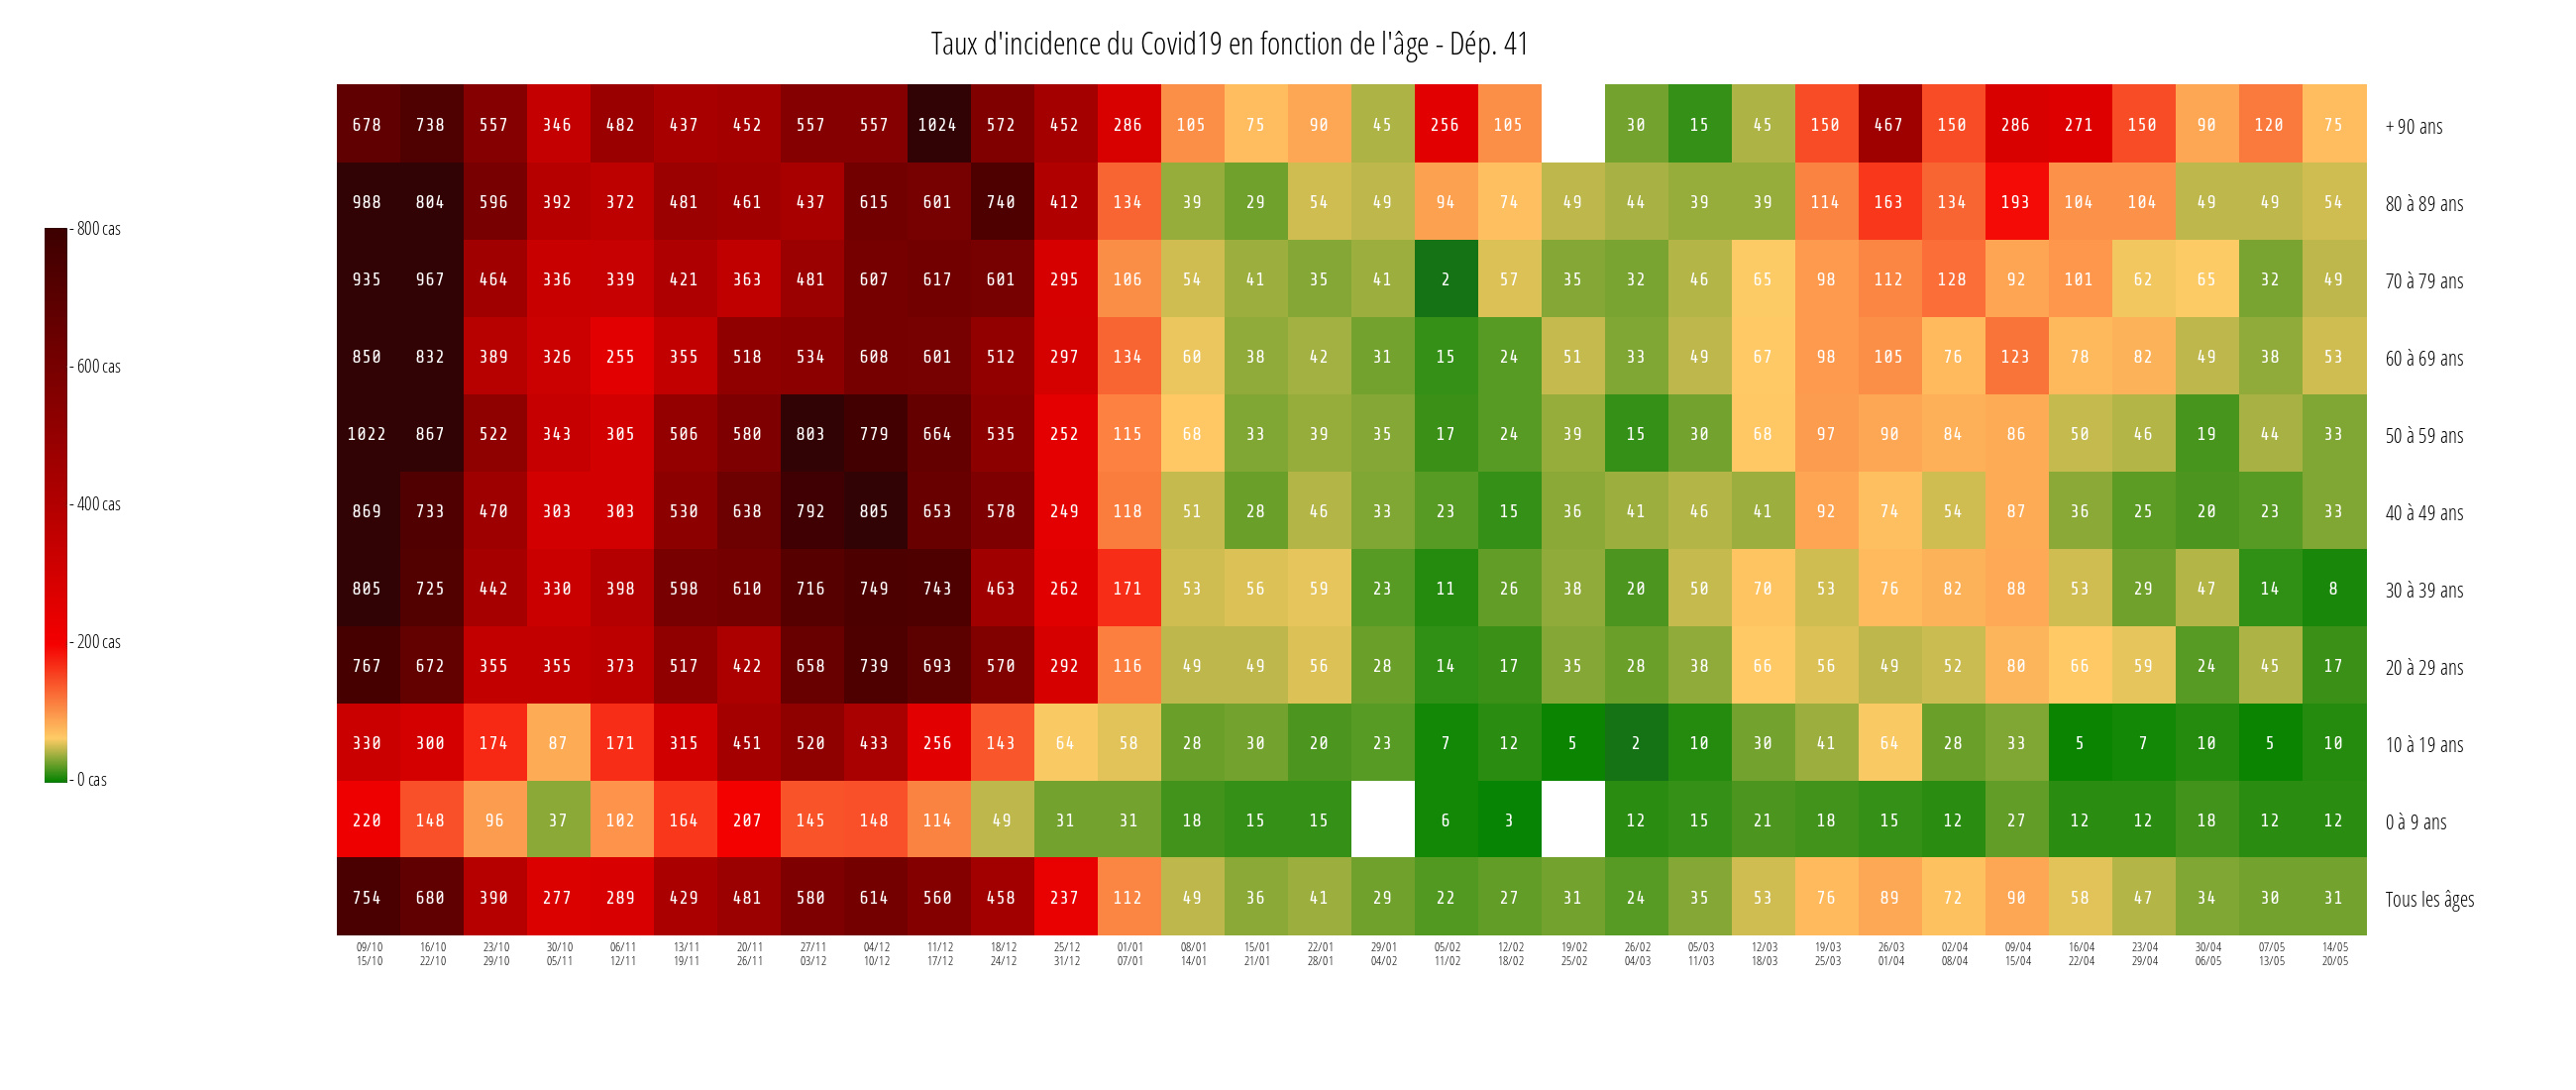 Taux d'incidence du Covid19 en fonction de l'âge - Dép. 41
678 738 557 346 482 437 452 557 557 1024 572 452 286 105 75 90 45 256 105 30 15 45 150 467 150 286 271 150 90 120 75 + 90 ans
988 804 596 392 372 481 461 437 615 601 740 412 134 39 29 54 49 94 74 49 44 39 39 114 163 134 193 104 104 49 49 54 80 à 89 ans
- 800 cas
935 967 464 336 339 421 363 481 607 617 601 295 106 54 41 35 41 2 57 35 32 46 65 98 112 128 92 101 62 65 32 49 70 à 79 ans
850 832 389 326 255 355 518 534 608 601 512 297 134 60 38 42 31 15 24 51 33 49 67 98 105 76 123 78 82 49 38 53 60 à 69 ans
- 600 cas
1022 867 522 343 305 506 580 803 779 664 535 252 115 68 33 39 35 17 24 39 15 30 68 97 90 84 86 50 46 19 44 33 50 à 59 ans
- 400 cas
869 733 470 303 303 530 638 792 805 653 578 249 118 51 28 46 33 23 15 36 41 46 41 92 74 54 87 36 25 20 23 33 40 à 49 ans
805 725 442 330 398 598 610 716 749 743 463 262 171 53 56 59 23 11 26 38 20 50 70 53 76 82 88 53 29 47 14 8 30 à 39 ans
- 200 cas
767 672 355 355 373 517 422 658 739 693 570 292 116 49 49 56 28 14 17 35 28 38 66 56 49 52 80 66 59 24 45 17 20 à 29 ans
330 300 174 87 171 315 451 520 433 256 143 64 58 28 30 20 23 7 12 5 2 10 30 41 64 28 33 5 7 10 5 10 10 à 19 ans
- 0 cas
220 148 96 37 102 164 207 145 148 114 49 31 31 18 15 15 6 3 12 15 21 18 15 12 27 12 12 18 12 12 0 à 9 ans
754 680 390 277 289 429 481 580 614 560 458 237 112 49 36 41 29 22 27 31 24 35 53 76 89 72 90 58 47 34 30 31 Tous les âges
09/10 16/10 23/10 30/10 06/11 13/11 20/11 27/11 04/12 11/12 18/12 25/12 01/01 08/01 15/01 22/01 29/01 05/02 12/02 19/02 26/02 05/03 12/03 19/03 26/03 02/04 09/04 16/04 23/04 30/04 07/05 14/05
15/10 22/10 29/10 05/11 12/11 19/11 26/11 03/12 10/12 17/12 24/12 31/12 07/01 14/01 21/01 28/01 04/02 11/02 18/02 25/02 04/03 11/03 18/03 25/03 01/04 08/04 15/04 22/04 29/04 06/05 13/05 20/05